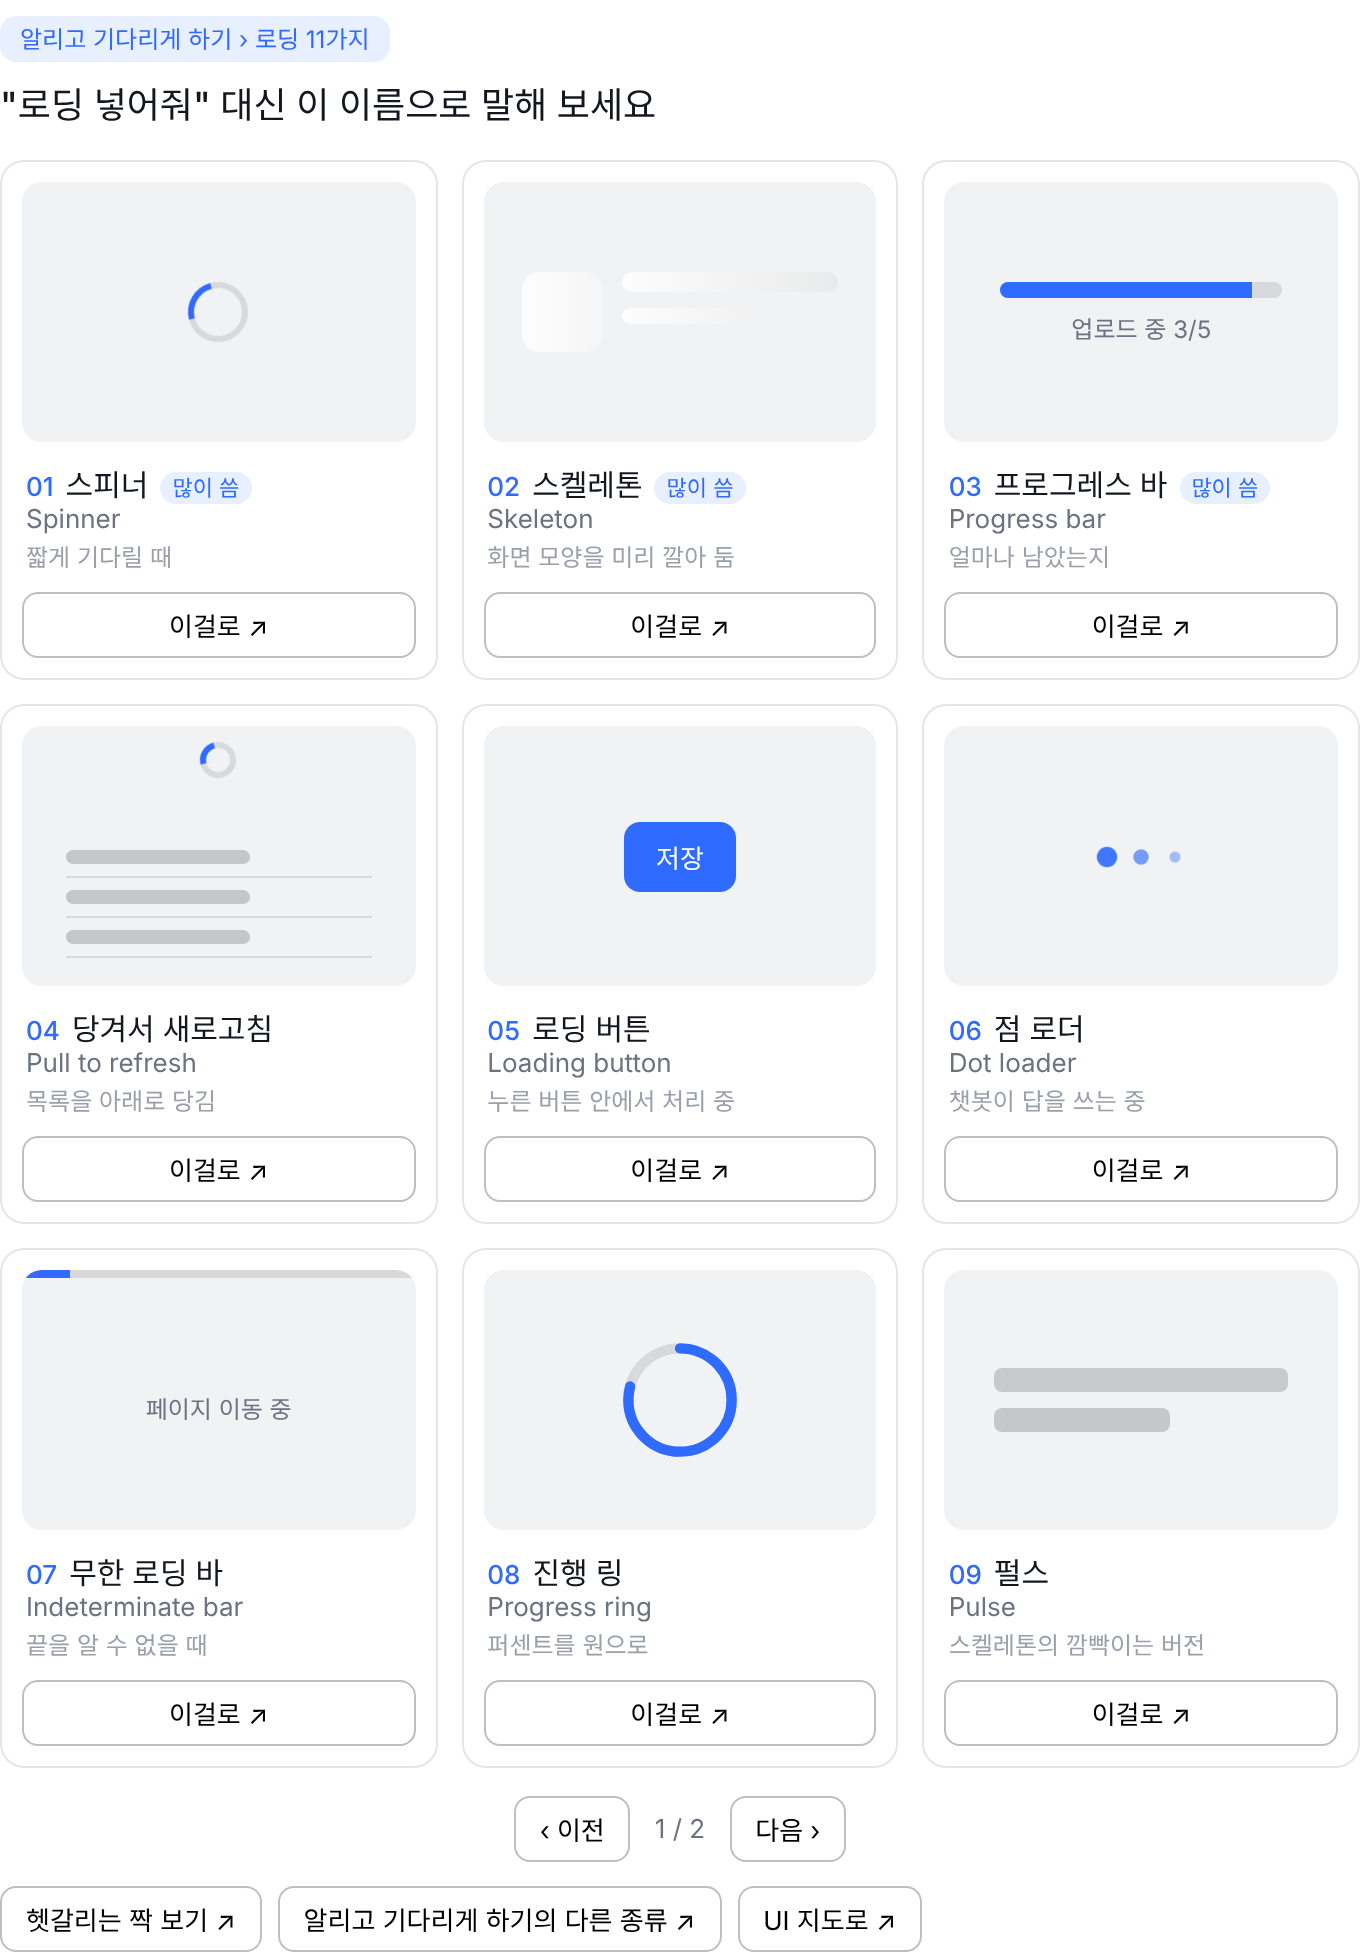 알리고 기다리게 하기 › 로딩 11가지
"로딩 넣어줘" 대신 이 이름으로 말해 보세요
업로드 중 3/5
01 스피너 많이 씀
Spinner
짧게 기다릴 때
이걸로 ↗
02 스켈레톤 많이 씀
Skeleton
화면 모양을 미리 깔아 둠
이걸로 ↗
03 프로그레스 바 많이 씀
Progress bar
얼마나 남았는지
이걸로 ↗
04 당겨서 새로고침
Pull to refresh
목록을 아래로 당김
이걸로 ↗
저장
05 로딩 버튼
Loading button
누른 버튼 안에서 처리 중
이걸로 ↗
06 점 로더
Dot loader
챗봇이 답을 쓰는 중
이걸로 ↗
페이지 이동 중
07 무한 로딩 바
Indeterminate bar
끝을 알 수 없을 때
이걸로 ↗
08 진행 링
Progress ring
퍼센트를 원으로
이걸로 ↗
09 펄스
Pulse
스켈레톤의 깜빡이는 버전
이걸로 ↗
‹ 이전 1 / 2 다음 ›
헷갈리는 짝 보기 ↗ 알리고 기다리게 하기의 다른 종류 ↗ UI 지도로 ↗